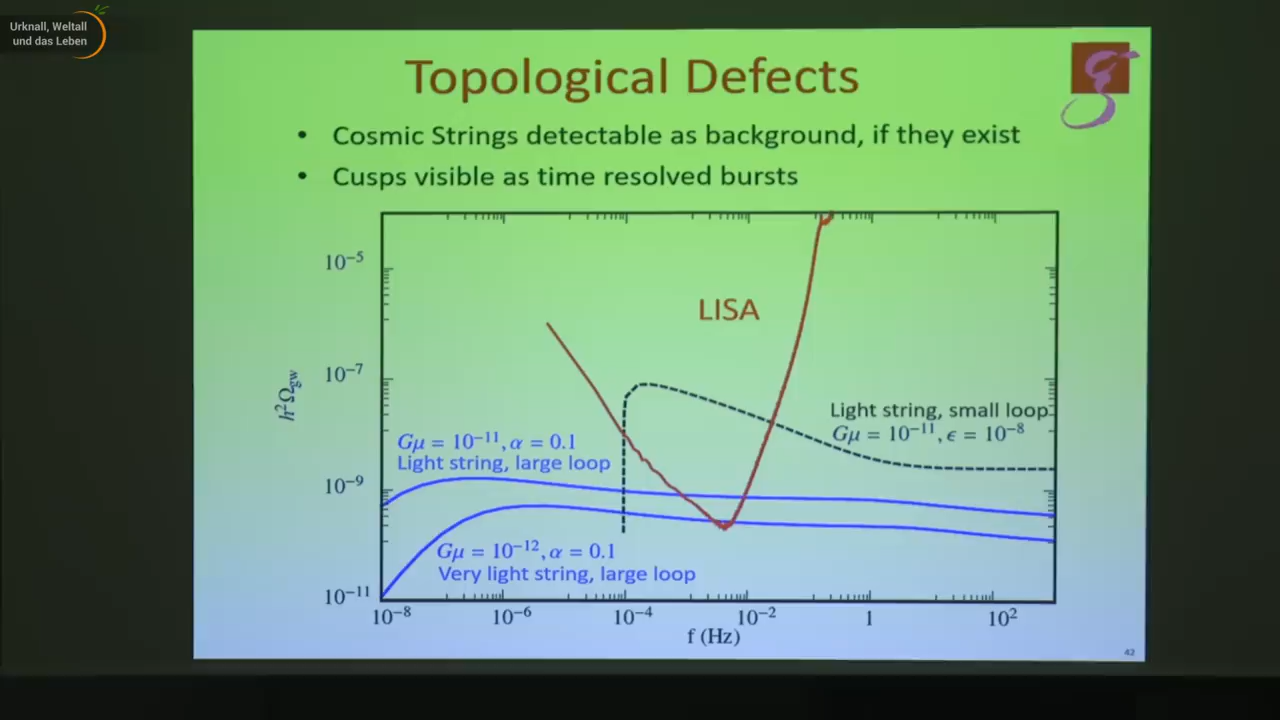 Urknall, Weltall
und das Leben
Topological Defects
• Cosmic Strings detectable as background, if they exist
• Cusps visible as time resolved bursts
10⁻⁵
LISA
10⁻⁷
h²Ω_gw
Light string, small loop
Gμ = 10⁻¹¹, ϵ = 10⁻⁸
Gμ = 10⁻¹¹, α = 0.1
Light string, large loop
10⁻⁹
Gμ = 10⁻¹², α = 0.1
Very light string, large loop
10⁻¹¹
10⁻⁸ 10⁻⁶ 10⁻⁴ 10⁻² 1 10²
f (Hz)
42